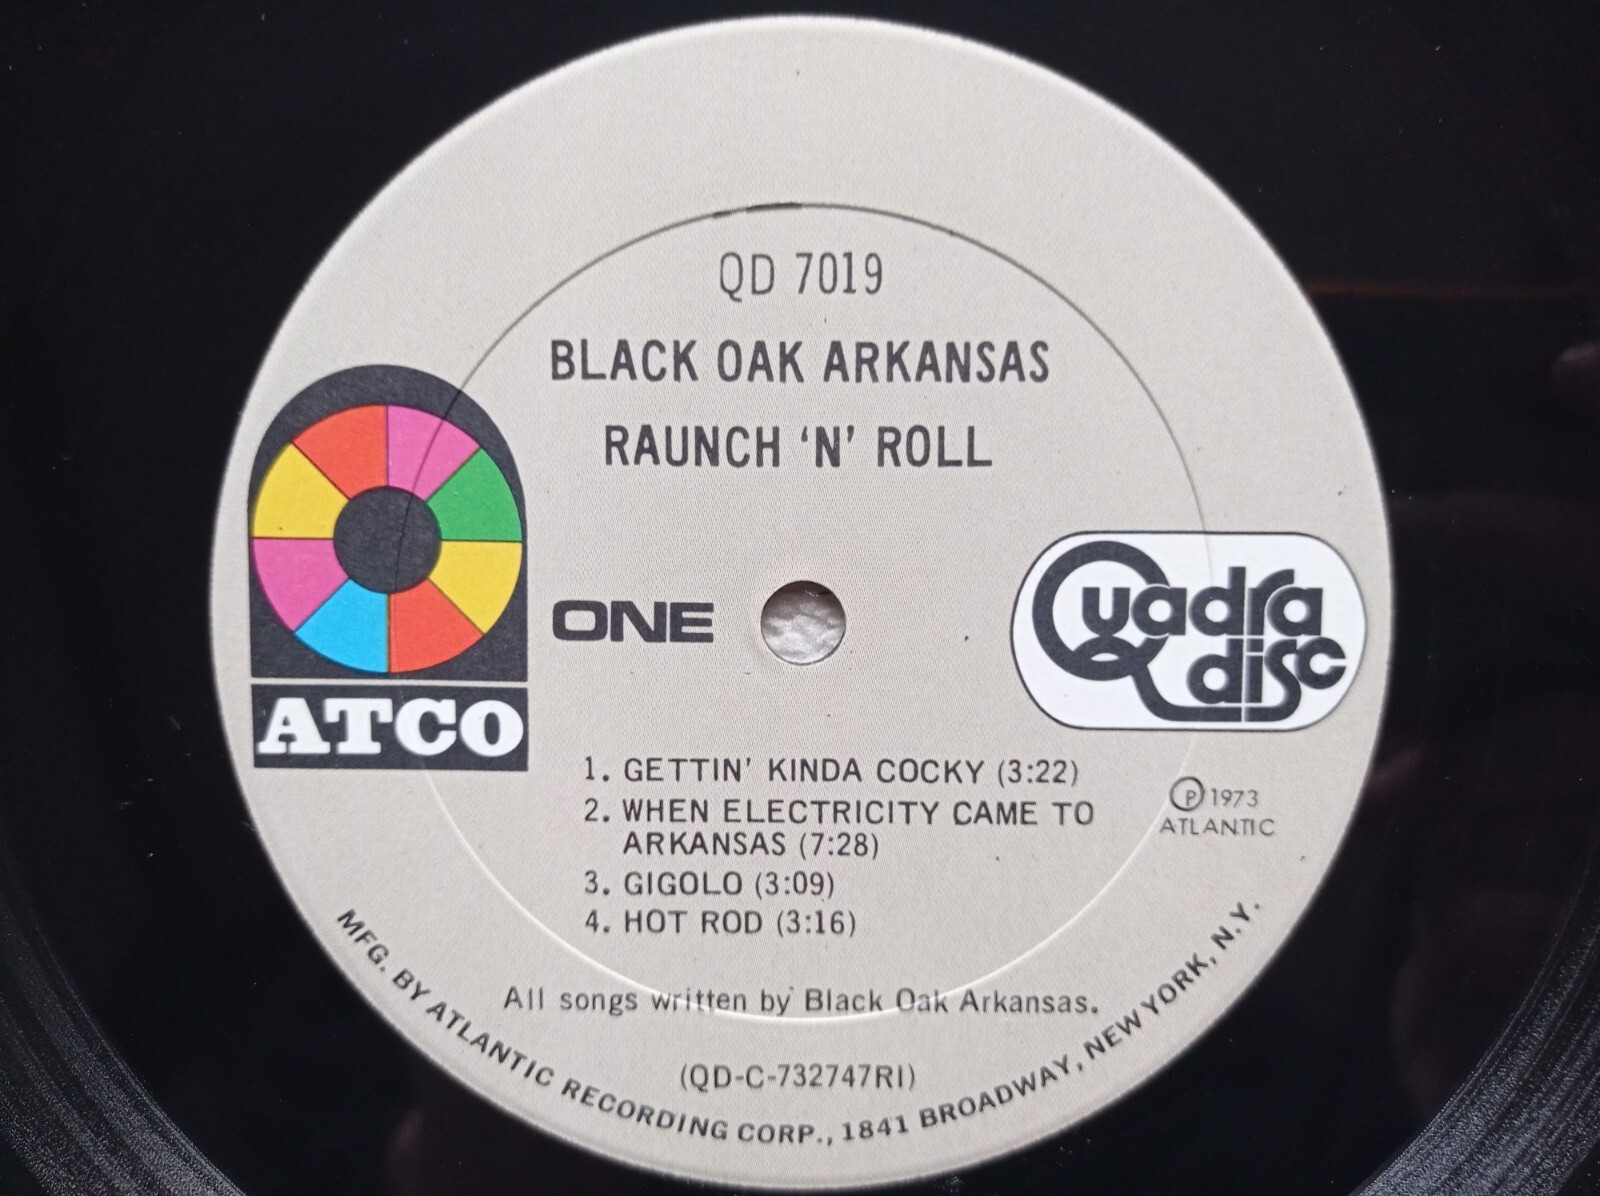 QD 7019
BLACK OAK ARKANSAS
RAUNCH 'N' ROLL
ATCO
ONE
Quadra
disc
1. GETTIN' KINDA COCKY (3:22)
2. WHEN ELECTRICITY CAME TO
ARKANSAS (7:28)
3. GIGOLO (3:09)
4. HOT ROD (3:16)
Ⓟ1973
ATLANTIC
All songs written by Black Oak Arkansas.
(QD-C-732747RI)
MFG. BY ATLANTIC RECORDING CORP., 1841 BROADWAY, NEW YORK, N.Y.